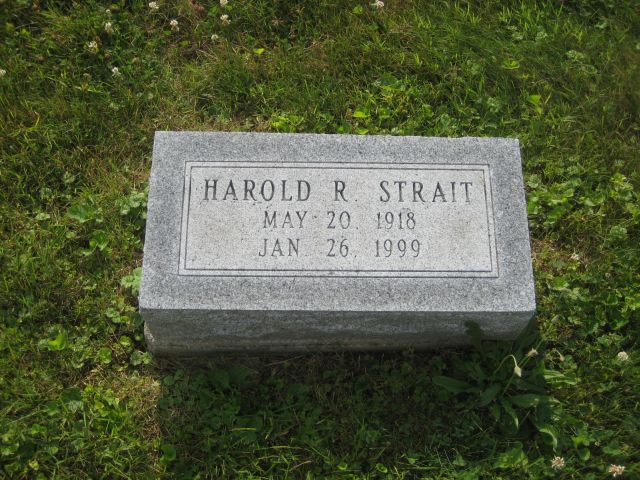 HAROLD R. STRAIT
MAY 20, 1918
JAN. 26, 1999